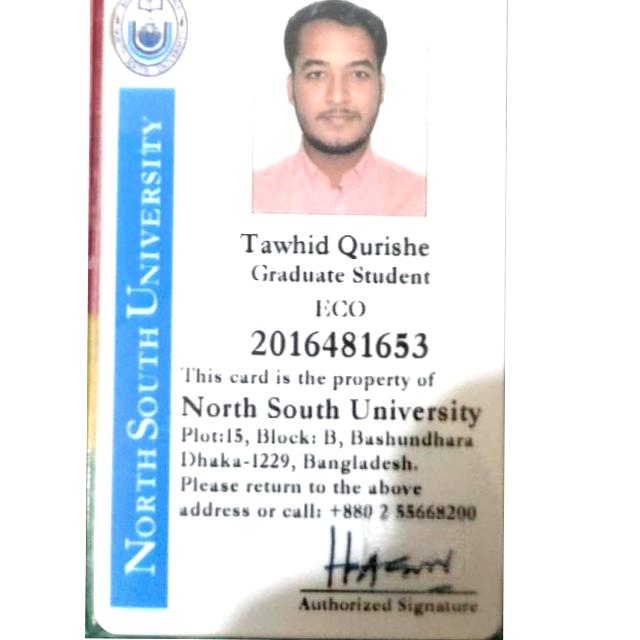 NORTH SOUTH UNIVERSITY
Tawhid Qurishe
Graduate Student
ECO
2016481653
This card is the property of
North South University
Plot:15, Block: B, Bashundhara
Dhaka-1229, Bangladesh.
Please return to the above
address or call: +880 2 55668200
Authorized Signature